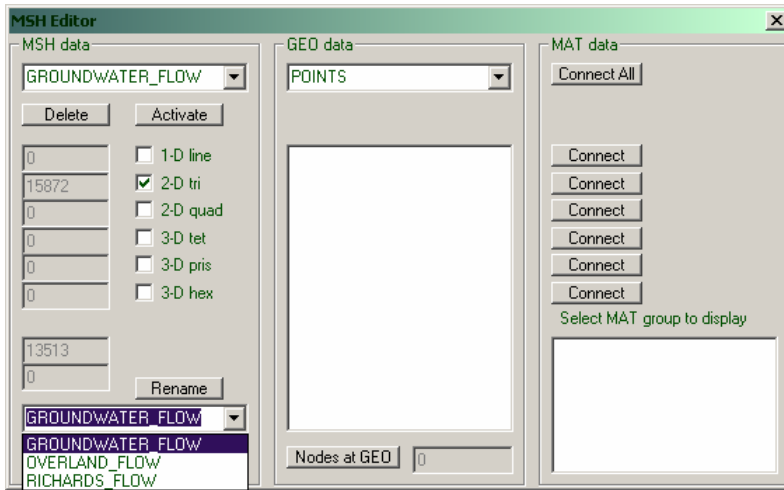 MSH Editor
MSH data
GROUNDWATER_FLOW
Delete
Activate
0
1-D line
15872
2-D tri
0
2-D quad
0
3-D tet
0
3-D pris
0
3-D hex
13513
0
Rename
GROUNDWATER_FLOW
GROUNDWATER_FLOW
OVERLAND_FLOW
RICHARDS_FLOW
GEO data
POINTS
Nodes at GEO
0
MAT data
Connect All
Connect
Connect
Connect
Connect
Connect
Connect
Select MAT group to display